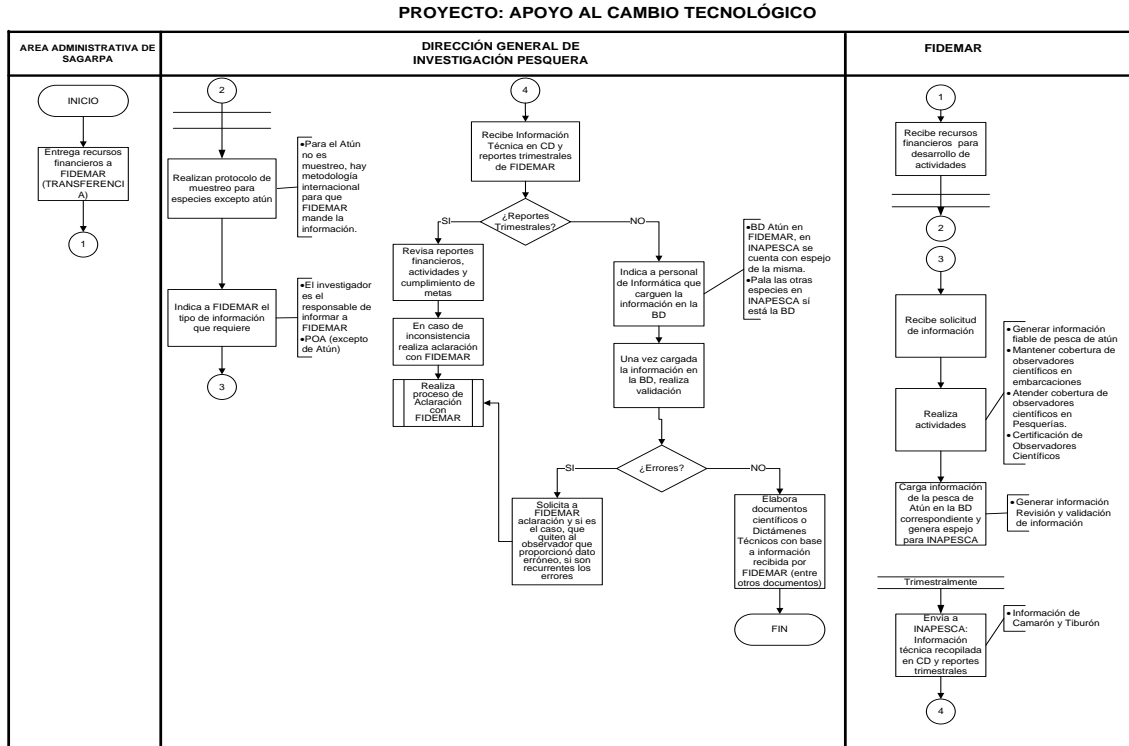 PROYECTO: APOYO AL CAMBIO TECNOLÓGICO
AREA ADMINISTRATIVA DE
SAGARPA
DIRECCIÓN GENERAL DE
INVESTIGACIÓN PESQUERA
FIDEMAR
INICIO
Entrega recursos
financieros a
FIDEMAR
(TRANSFERENCI
A)
1
2
Realizan protocolo de
muestreo para
especies excepto atún
•Para el Atún
no es
muestreo, hay
metodología
internacional
para que
FIDEMAR
mande la
información.
Indica a FIDEMAR el
tipo de información
que requiere
•El investigador
es el
responsable de
informar a
FIDEMAR
•POA (excepto
de Atún)
3
4
Recibe Información
Técnica en CD y
reportes trimestrales
de FIDEMAR
¿Reportes
Trimestrales?
SI
NO
Revisa reportes
financieros,
actividades y
cumplimiento de
metas
En caso de
inconsistencia
realiza aclaración
con FIDEMAR
Realiza
proceso de
Aclaración
con
FIDEMAR
Indica a personal
de Informática que
carguen la
información en la
BD
•BD Atún en
FIDEMAR, en
INAPESCA se
cuenta con espejo
de la misma.
•Pala las otras
especies en
INAPESCA sí
está la BD
Una vez cargada
la información en
la BD, realiza
validación
¿Errores?
SI
NO
Solicita a
FIDEMAR
aclaración y si es
el caso, que
quiten al
observador que
proporcionó dato
erróneo, si son
recurrentes los
errores
Elabora
documentos
científicos o
Dictámenes
Técnicos con base
a información
recibida por
FIDEMAR (entre
otros documentos)
FIN
1
Recibe recursos
financieros para
desarrollo de
actividades
2
3
Recibe solicitud
de información
Realiza
actividades
•Generar información
fiable de pesca de atún
•Mantener cobertura de
observadores
científicos en
embarcaciones
•Atender cobertura de
observadores
científicos en
Pesquerías.
•Certificación de
Observadores
Científicos
Carga información
de la pesca de
Atún en la BD
correspondiente y
genera espejo
para INAPESCA
•Generar información
Revisión y validación
de información
Trimestralmente
Envía a
INAPESCA:
Información
técnica recopilada
en CD y reportes
trimestrales
•Información de
Camarón y Tiburón
4